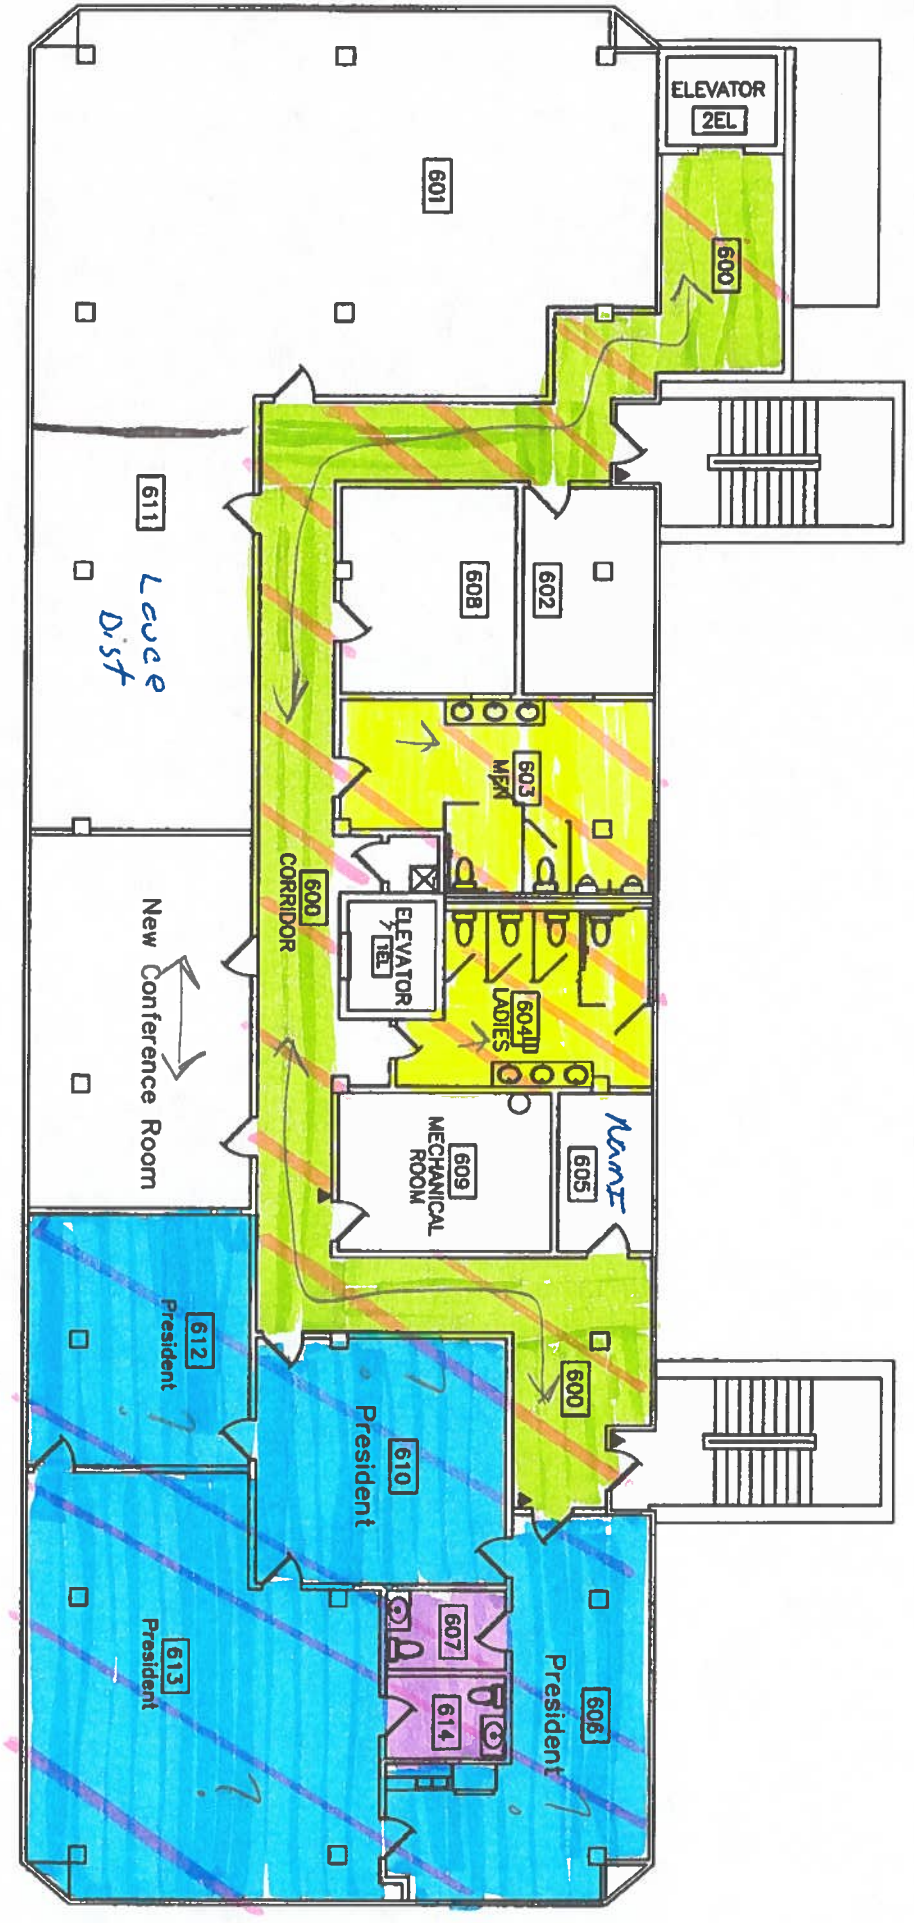 ELEVATOR
2EL
601
600
611
Dist
608
602
603
MEN
600
CORRIDOR
ELEVATOR
1EL
604
LADIES
New Conference Room
609
MECHANICAL
ROOM
605
612
President
600
610
President
613
President
607
614
606
President
?
?
?
?